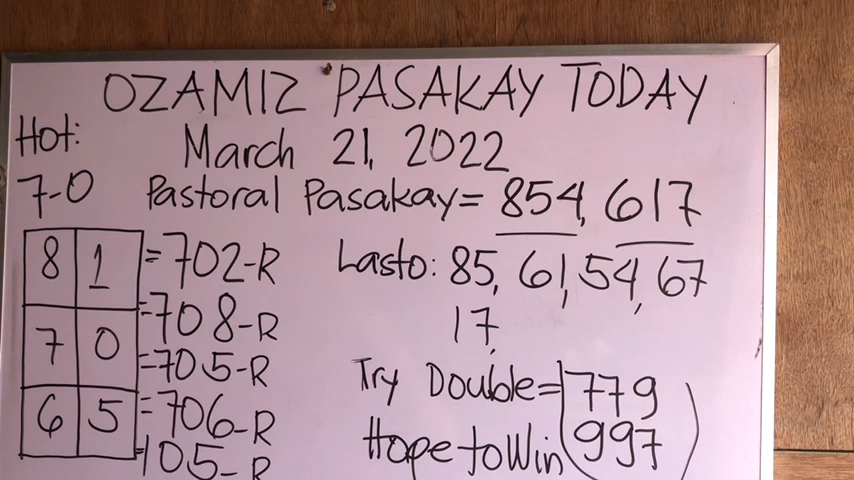 OZAMIZ PASAKAY TODAY
Hot:
March 21, 2022
7-0
Pastoral Pasakay = 854, 617
8 1 = 702-R
Lasto: 85, 61, 54, 67
= 708-R
17,
7 0
= 705-R
Try Double = 779
6 5 = 706-R
Hope to Win 997
105-R